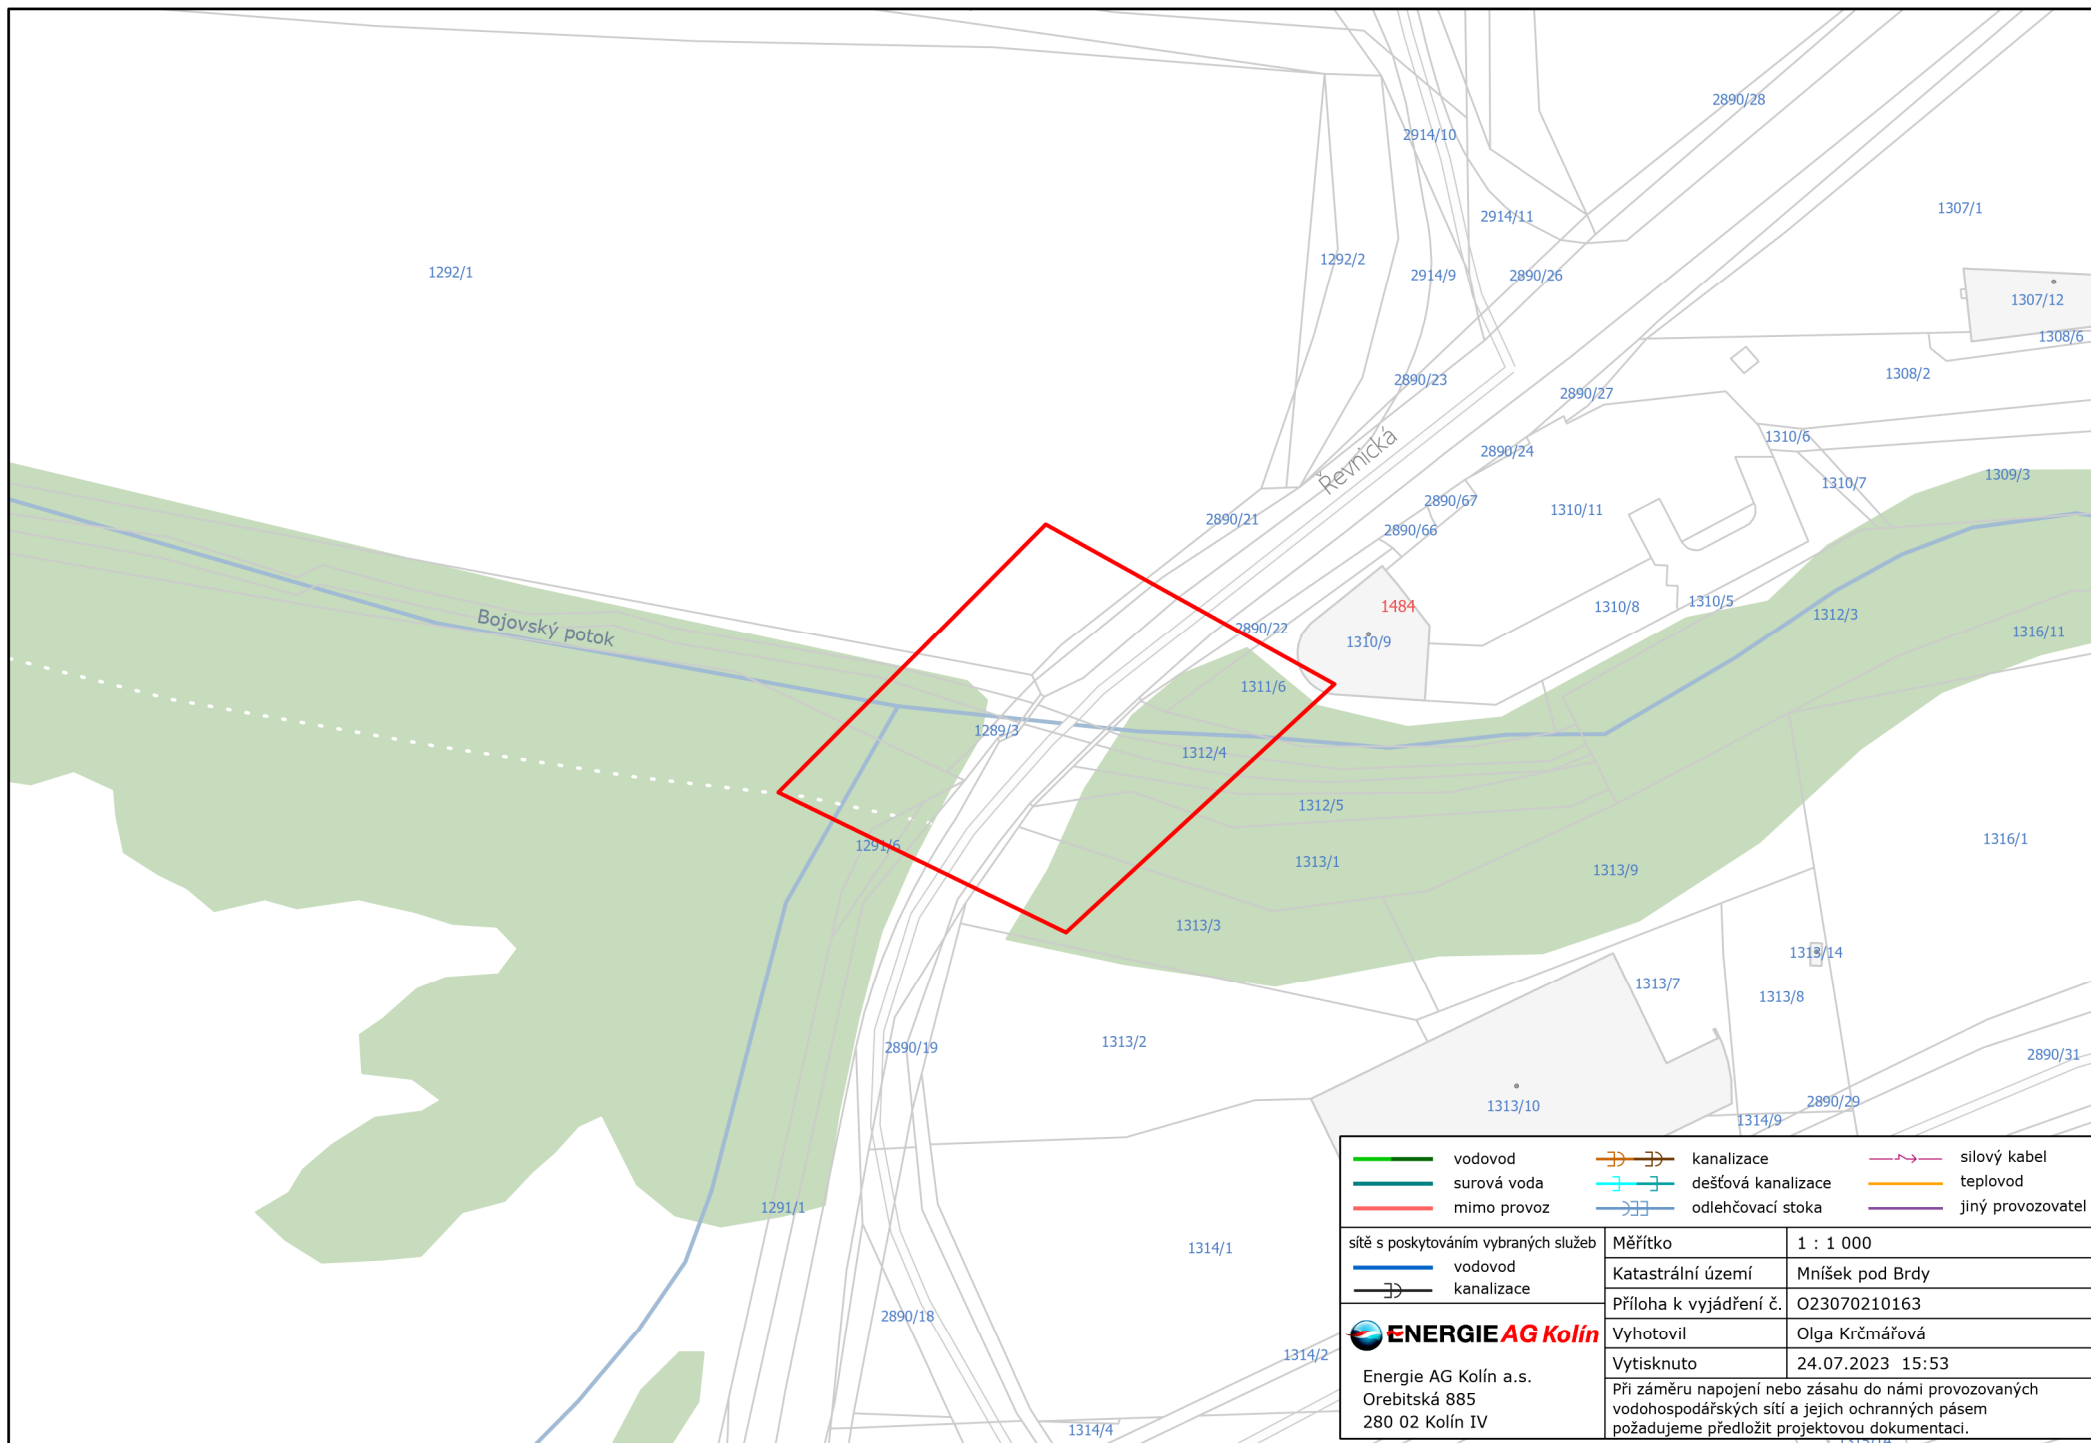 2890/28
2914/10
1307/1
2914/11
1292/2
1292/1
2914/9
2890/26
1307/12
1308/6
1308/2
2890/23
2890/27
1310/6
Řevnická
2890/24
1309/3
1310/7
2890/67
1310/11
2890/21
2890/66
1484
1310/5
1310/8
1312/3
Bojovský potok
2890/22
1310/9
1316/11
1311/6
1289/3
1312/4
1312/5
1316/1
1291/6
1313/1
1313/9
1313/3
1313/14
1313/7
1313/8
1313/2
2890/19
2890/31
2890/29
1313/10
1314/9
1291/1
1314/1
2890/18
1314/2
1314/4
vodovod
surová voda
mimo provoz
kanalizace
dešťová kanalizace
odlehčovací stoka
silový kabel
teplovod
jiný provozovatel
sítě s poskytováním vybraných služeb
vodovod
kanalizace
ENERGIE AG Kolín
Energie AG Kolín a.s.
Orebitská 885
280 02 Kolín IV
Měřítko 1 : 1 000
Katastrální území Mníšek pod Brdy
Příloha k vyjádření č. O23070210163
Vyhotovil Olga Krčmářová
Vytisknuto 24.07.2023 15:53
Při záměru napojení nebo zásahu do námi provozovaných
vodohospodářských sítí a jejich ochranných pásem
požadujeme předložit projektovou dokumentaci.